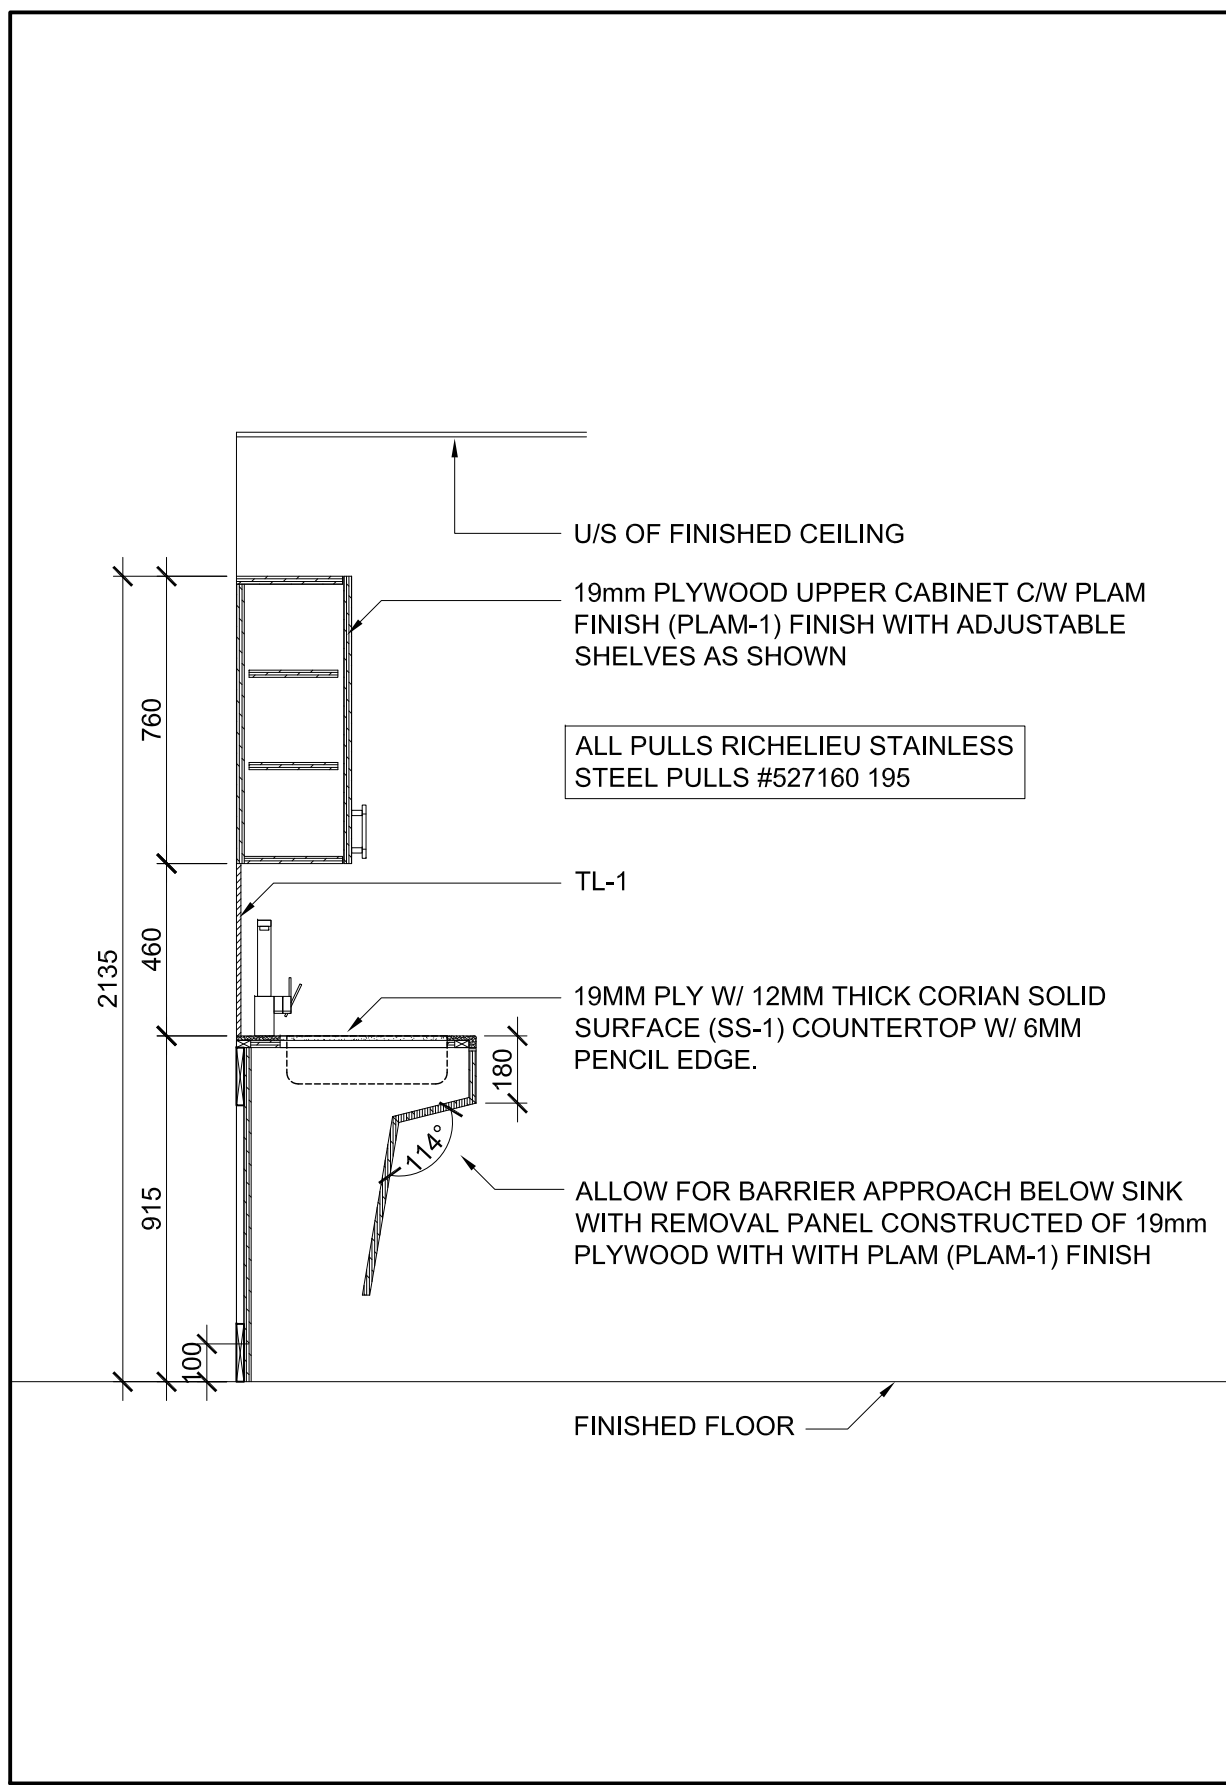 U/S OF FINISHED CEILING
19mm PLYWOOD UPPER CABINET C/W PLAM
FINISH (PLAM-1) FINISH WITH ADJUSTABLE
SHELVES AS SHOWN
760
ALL PULLS RICHELIEU STAINLESS
STEEL PULLS #527160 195
TL-1
460
2135
19MM PLY W/ 12MM THICK CORIAN SOLID
SURFACE (SS-1) COUNTERTOP W/ 6MM
PENCIL EDGE.
180
114°
ALLOW FOR BARRIER APPROACH BELOW SINK
WITH REMOVAL PANEL CONSTRUCTED OF 19mm
PLYWOOD WITH WITH PLAM (PLAM-1) FINISH
915
100
FINISHED FLOOR